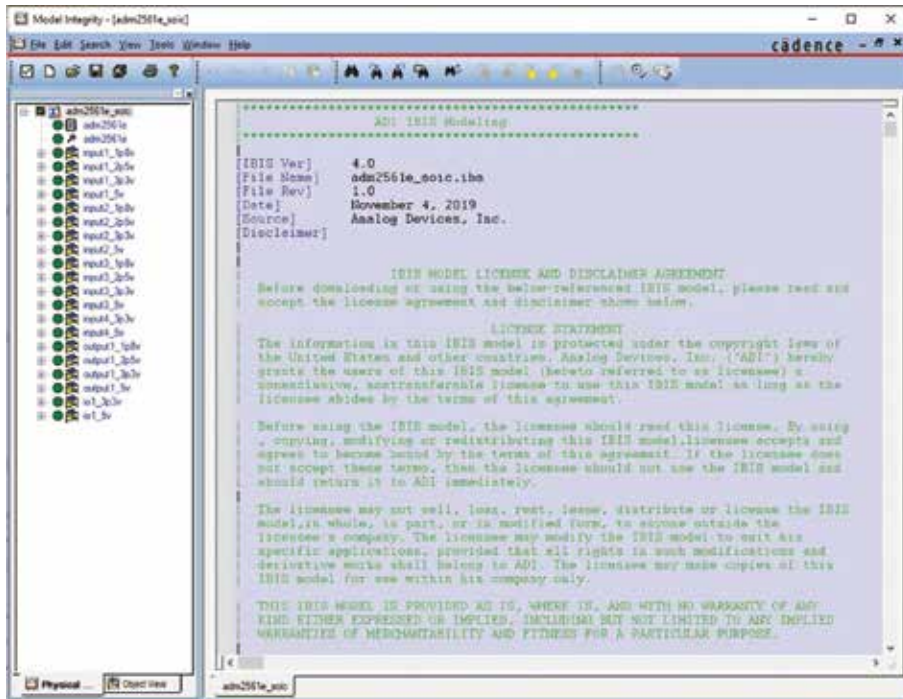 Model Integrity - [adm2561e_soic]
File Edit Search View Tools Window Help
cādence
adm2561e_soic
adm2561e
adm2561e
input1_1p8v
input1_2p5v
input1_3p3v
input1_5v
input2_1p8v
input2_2p5v
input2_3p3v
input2_5v
input3_1p8v
input3_2p5v
input3_3p3v
input3_5v
input4_3p3v
input4_5v
output1_1p8v
output1_2p5v
output1_3p3v
output1_5v
io1_3p3v
io1_5v
Physical ...
Object View
ADI IBIS Modeling
[IBIS Ver] 4.0
[File Name] adm2561e_soic.ibs
[File Rev] 1.0
[Date] November 4, 2019
[Source] Analog Devices, Inc.
[Disclaimer]
IBIS MODEL LICENSE AND DISCLAIMER AGREEMENT
Before downloading or using the below-referenced IBIS model, please read and
accept the license agreement and disclaimer shown below.
LICENSE STATEMENT
The information in this IBIS model is protected under the copyright laws of
the United States and other countries. Analog Devices, Inc. ("ADI") hereby
grants the users of this IBIS model (hereto referred to as licensee) a
nonexclusive, nontransferable license to use this IBIS model as long as the
licensee abides by the terms of this agreement.
Before using the IBIS model, the licensee should read this license. By using
, copying, modifying or redistributing this IBIS model,licensee accepts and
agrees to become bound by the terms of this agreement. If the licensee does
not accept these terms, then the licensee should not use the IBIS model and
should return it to ADI immediately.
The licensee may not sell, loan, rent, lease, distribute or license the IBIS
model,in whole, in part, or in modified form, to anyone outside the
licensee's company. The licensee may modify the IBIS model to suit his
specific applications, provided that all rights in such modifications and
derivative works shall belong to ADI. The licensee may make copies of this
IBIS model for use within his company only.
THIS IBIS MODEL IS PROVIDED AS IS, WHERE IS, AND WITH NO WARRANTY OF ANY
KIND EITHER EXPRESSED OR IMPLIED, INCLUDING BUT NOT LIMITED TO ANY IMPLIED
WARRANTIES OF MERCHANTABILITY AND FITNESS FOR A PARTICULAR PURPOSE.
adm2561e_soic